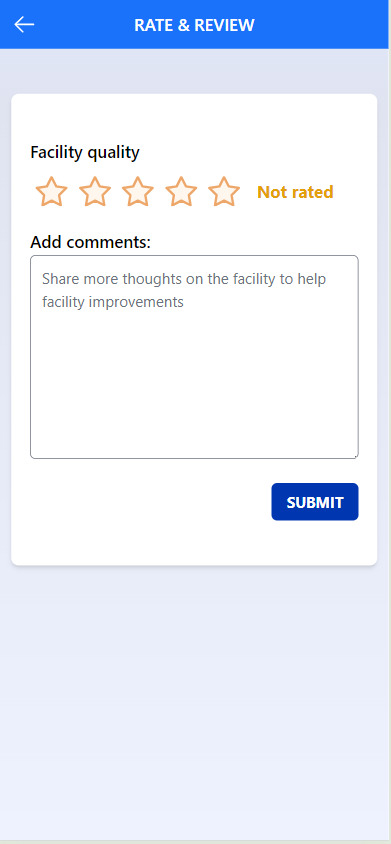 RATE & REVIEW
Facility quality
Not rated
Add comments:
Share more thoughts on the facility to help
facility improvements
SUBMIT